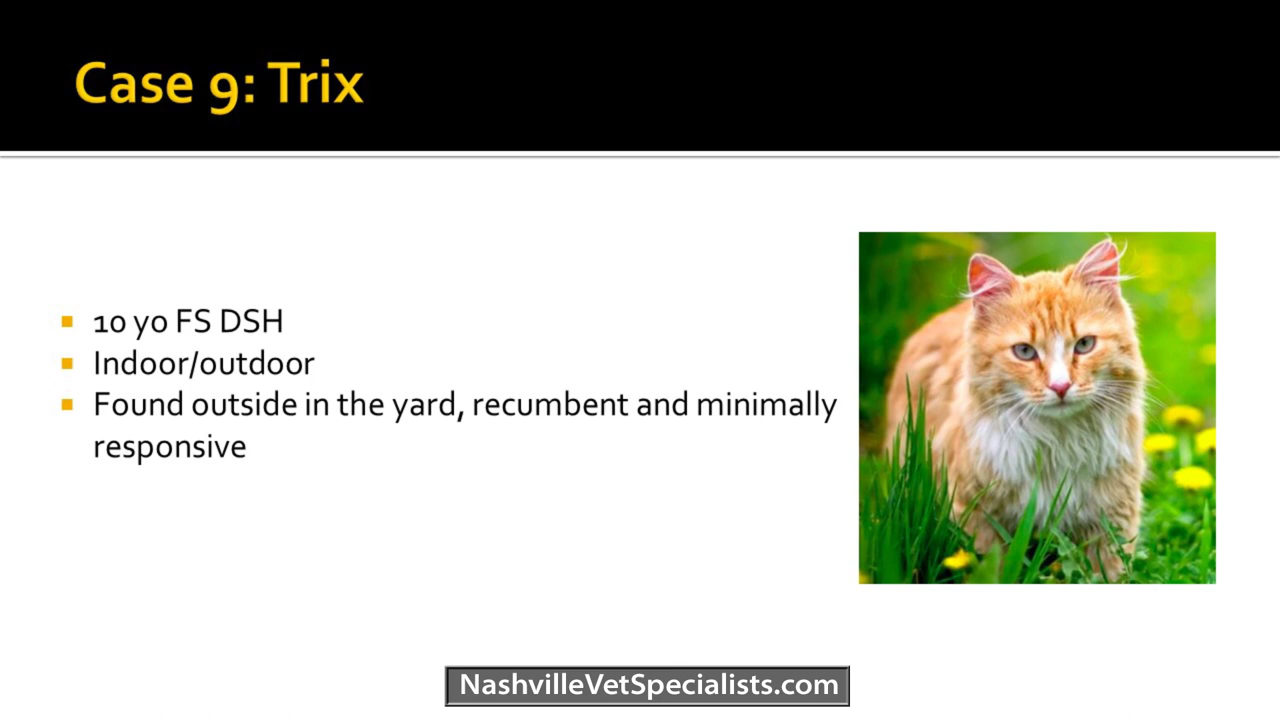 Case 9: Trix
10 yo FS DSH
Indoor/outdoor
Found outside in the yard, recumbent and minimally
responsive
NashvilleVetSpecialists.com